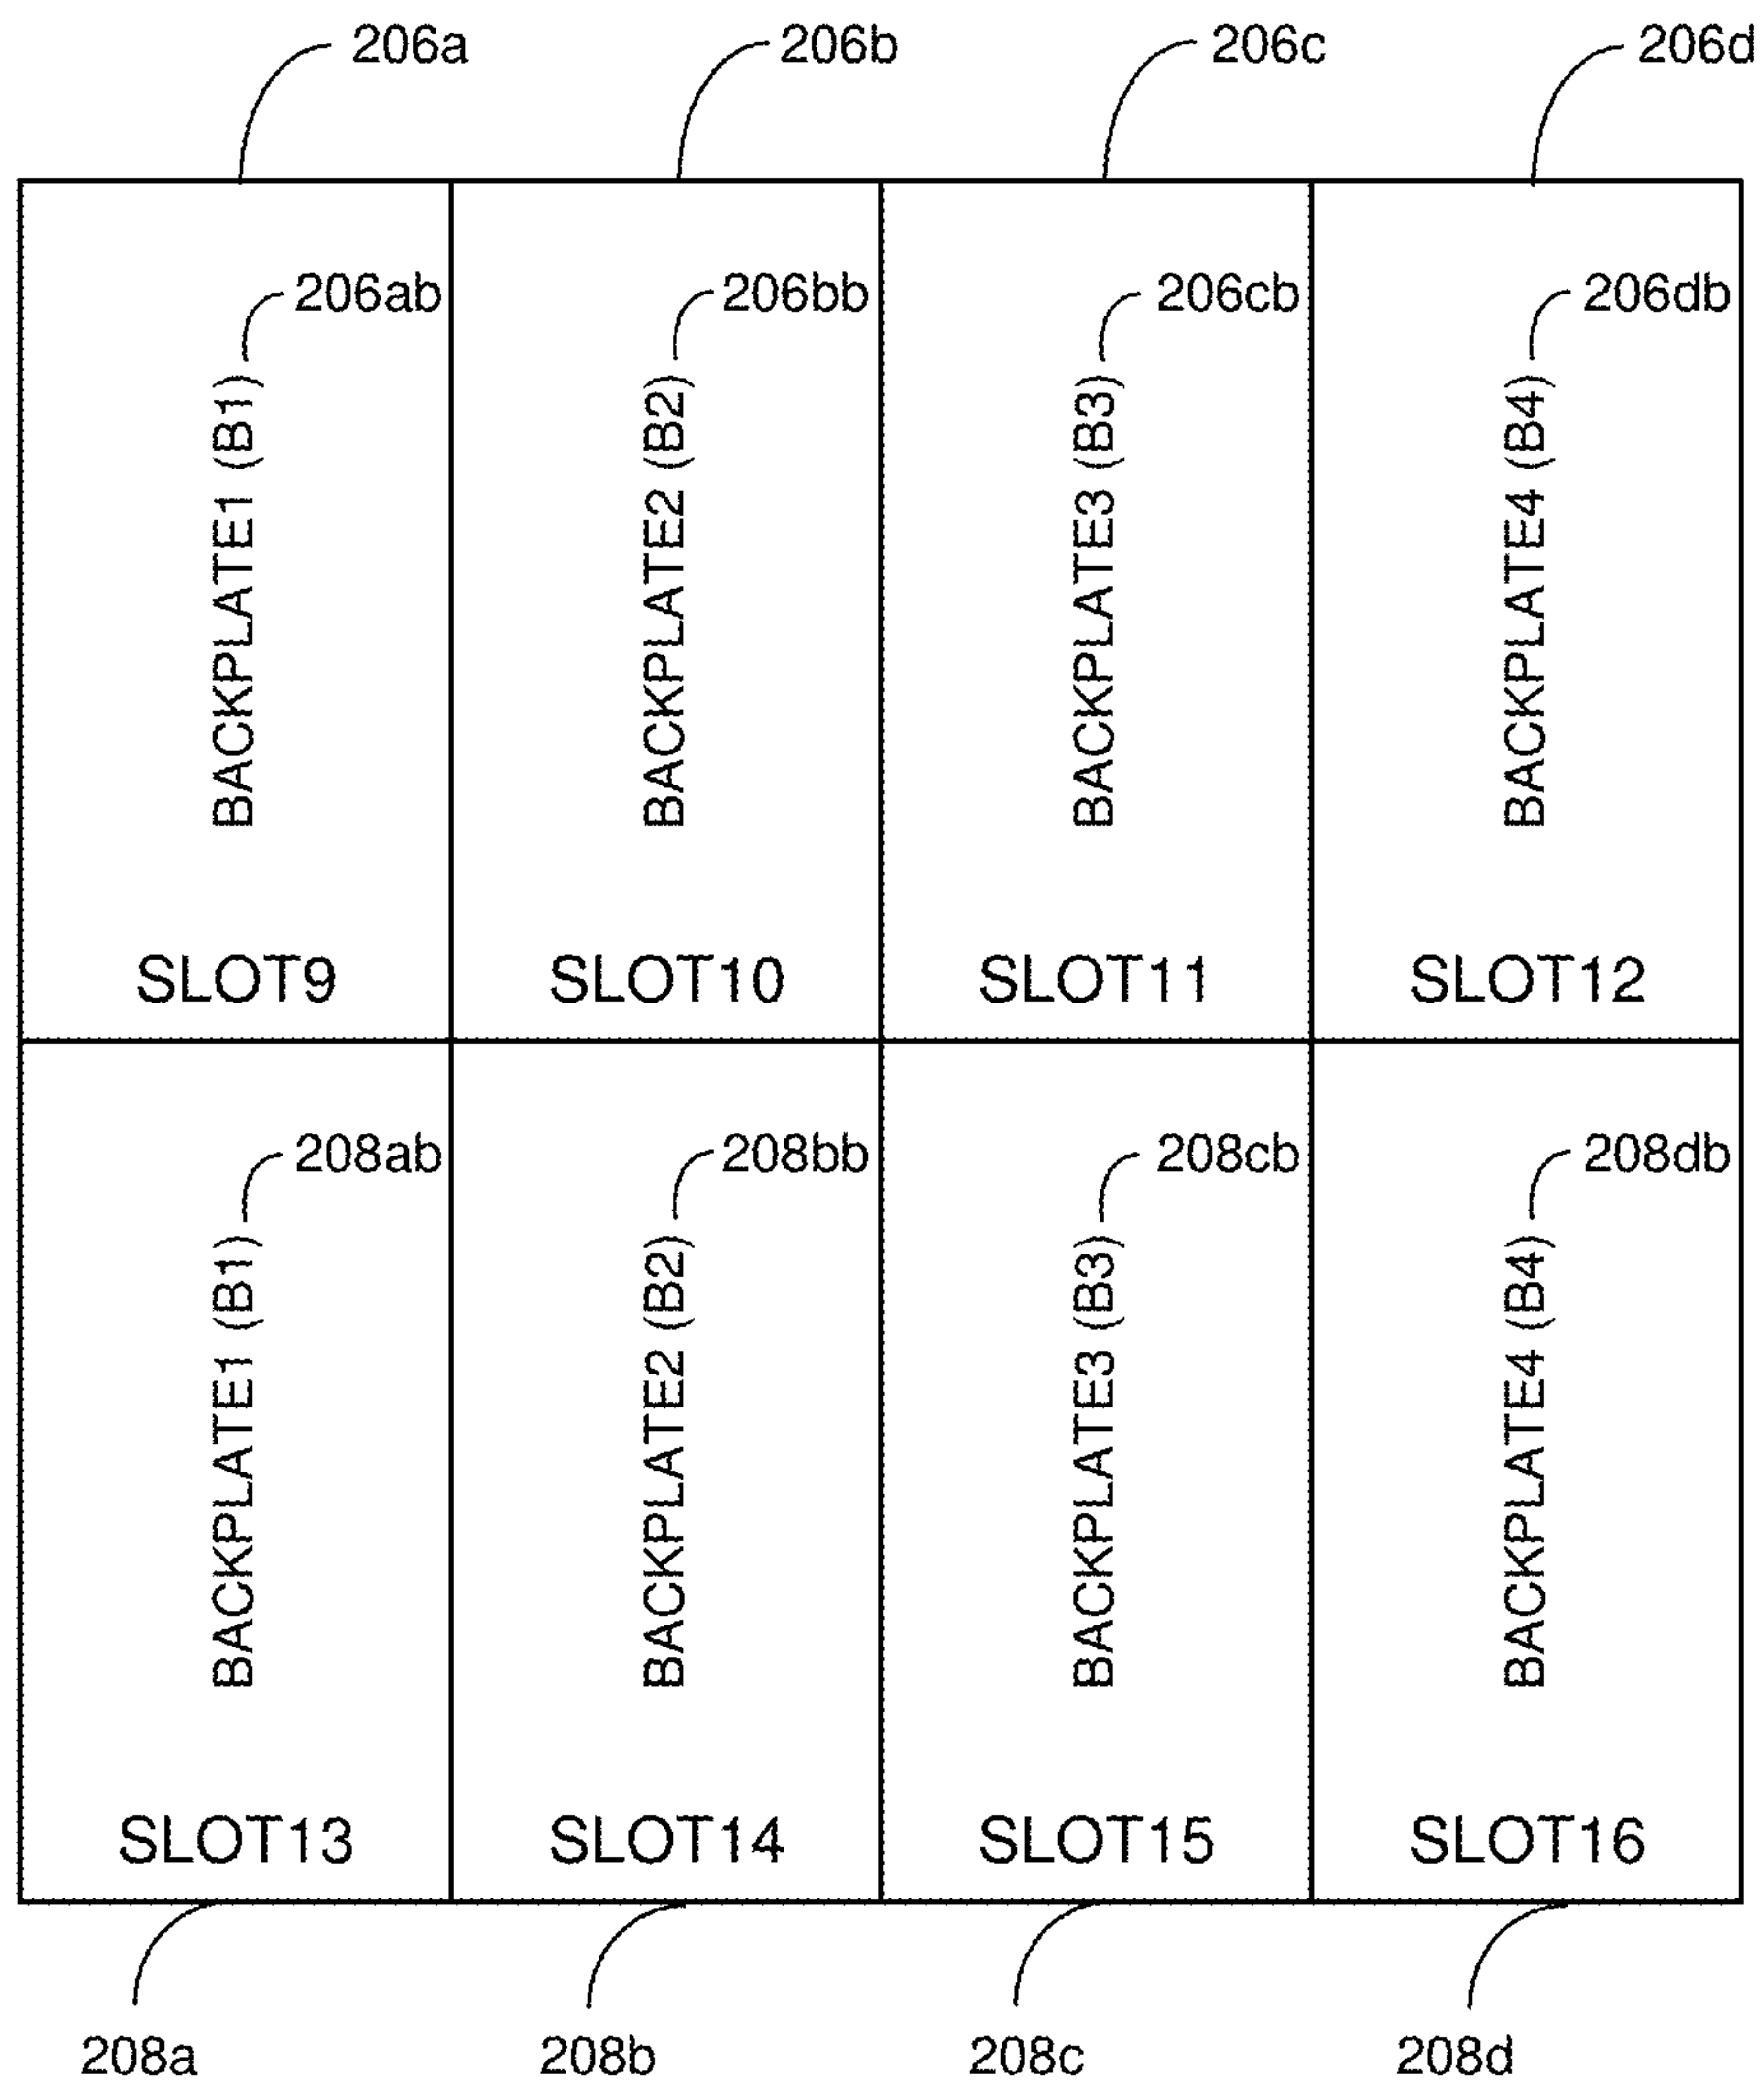 206a 206b 206c 206d
206ab 206bb 206cb 206db
BACKPLATE1 (B1)
BACKPLATE2 (B2)
BACKPLATE3 (B3)
BACKPLATE4 (B4)
SLOT9 SLOT10 SLOT11 SLOT12
208ab 208bb 208cb 208db
BACKPLATE1 (B1)
BACKPLATE2 (B2)
BACKPLATE3 (B3)
BACKPLATE4 (B4)
SLOT13 SLOT14 SLOT15 SLOT16
208a 208b 208c 208d